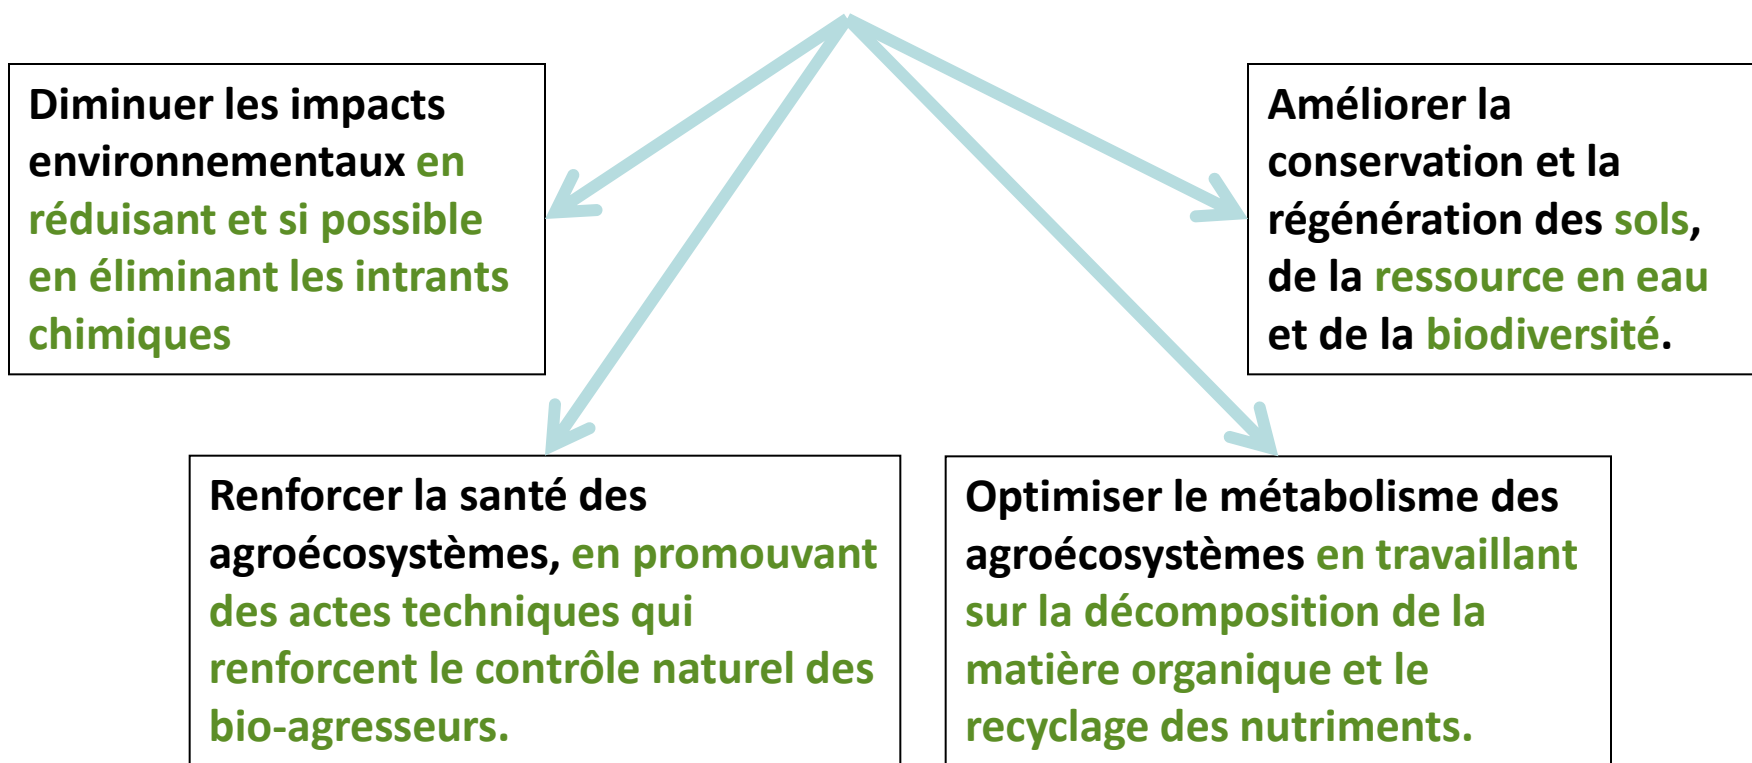 Diminuer les impacts
environnementaux en
réduisant et si possible
en éliminant les intrants
chimiques
Améliorer la
conservation et la
régénération des sols,
de la ressource en eau
et de la biodiversité.
Renforcer la santé des
agroécosystèmes, en promouvant
des actes techniques qui
renforcent le contrôle naturel des
bio-agresseurs.
Optimiser le métabolisme des
agroécosystèmes en travaillant
sur la décomposition de la
matière organique et le
recyclage des nutriments.